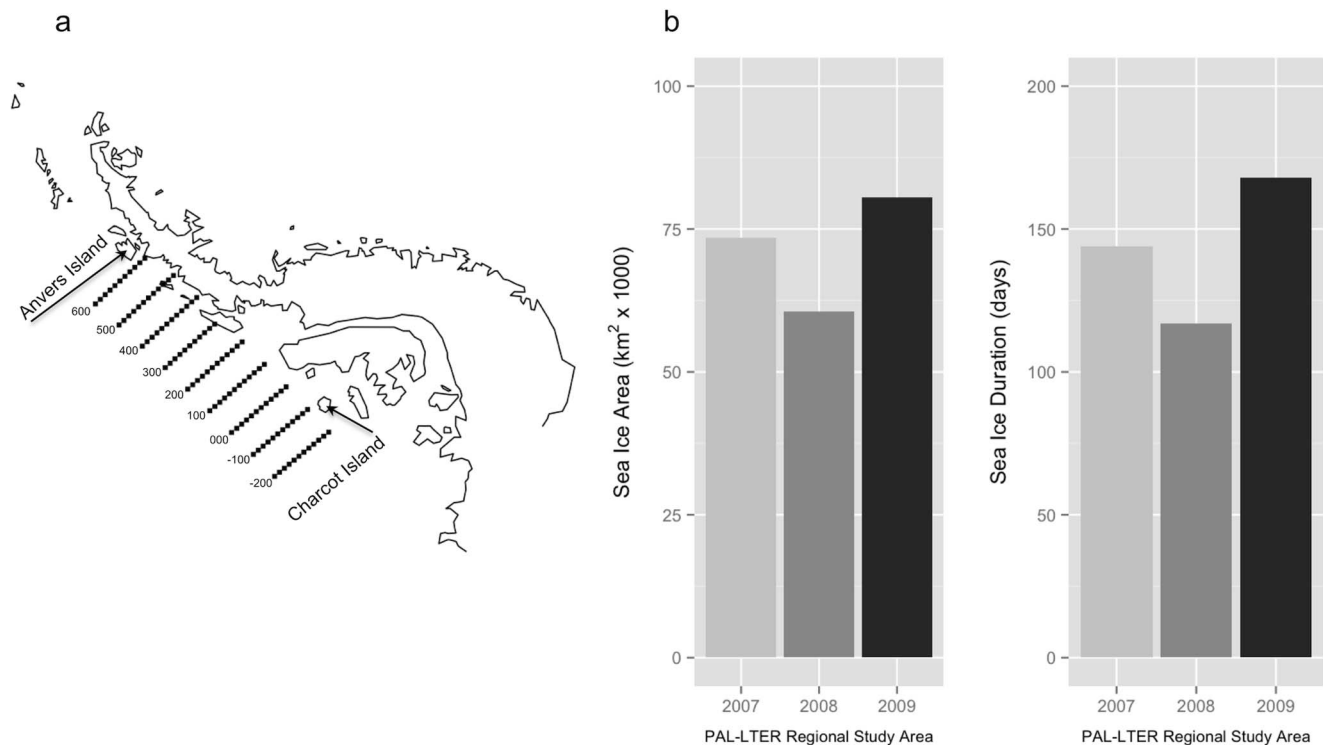 a
Anvers Island
600
500
400
300
200
100
000
-100
-200
Charcot Island
b
Sea Ice Area (km² x 1000)
100
75
50
25
0
2007 2008 2009
PAL-LTER Regional Study Area
Sea Ice Duration (days)
200
150
100
50
0
2007 2008 2009
PAL-LTER Regional Study Area